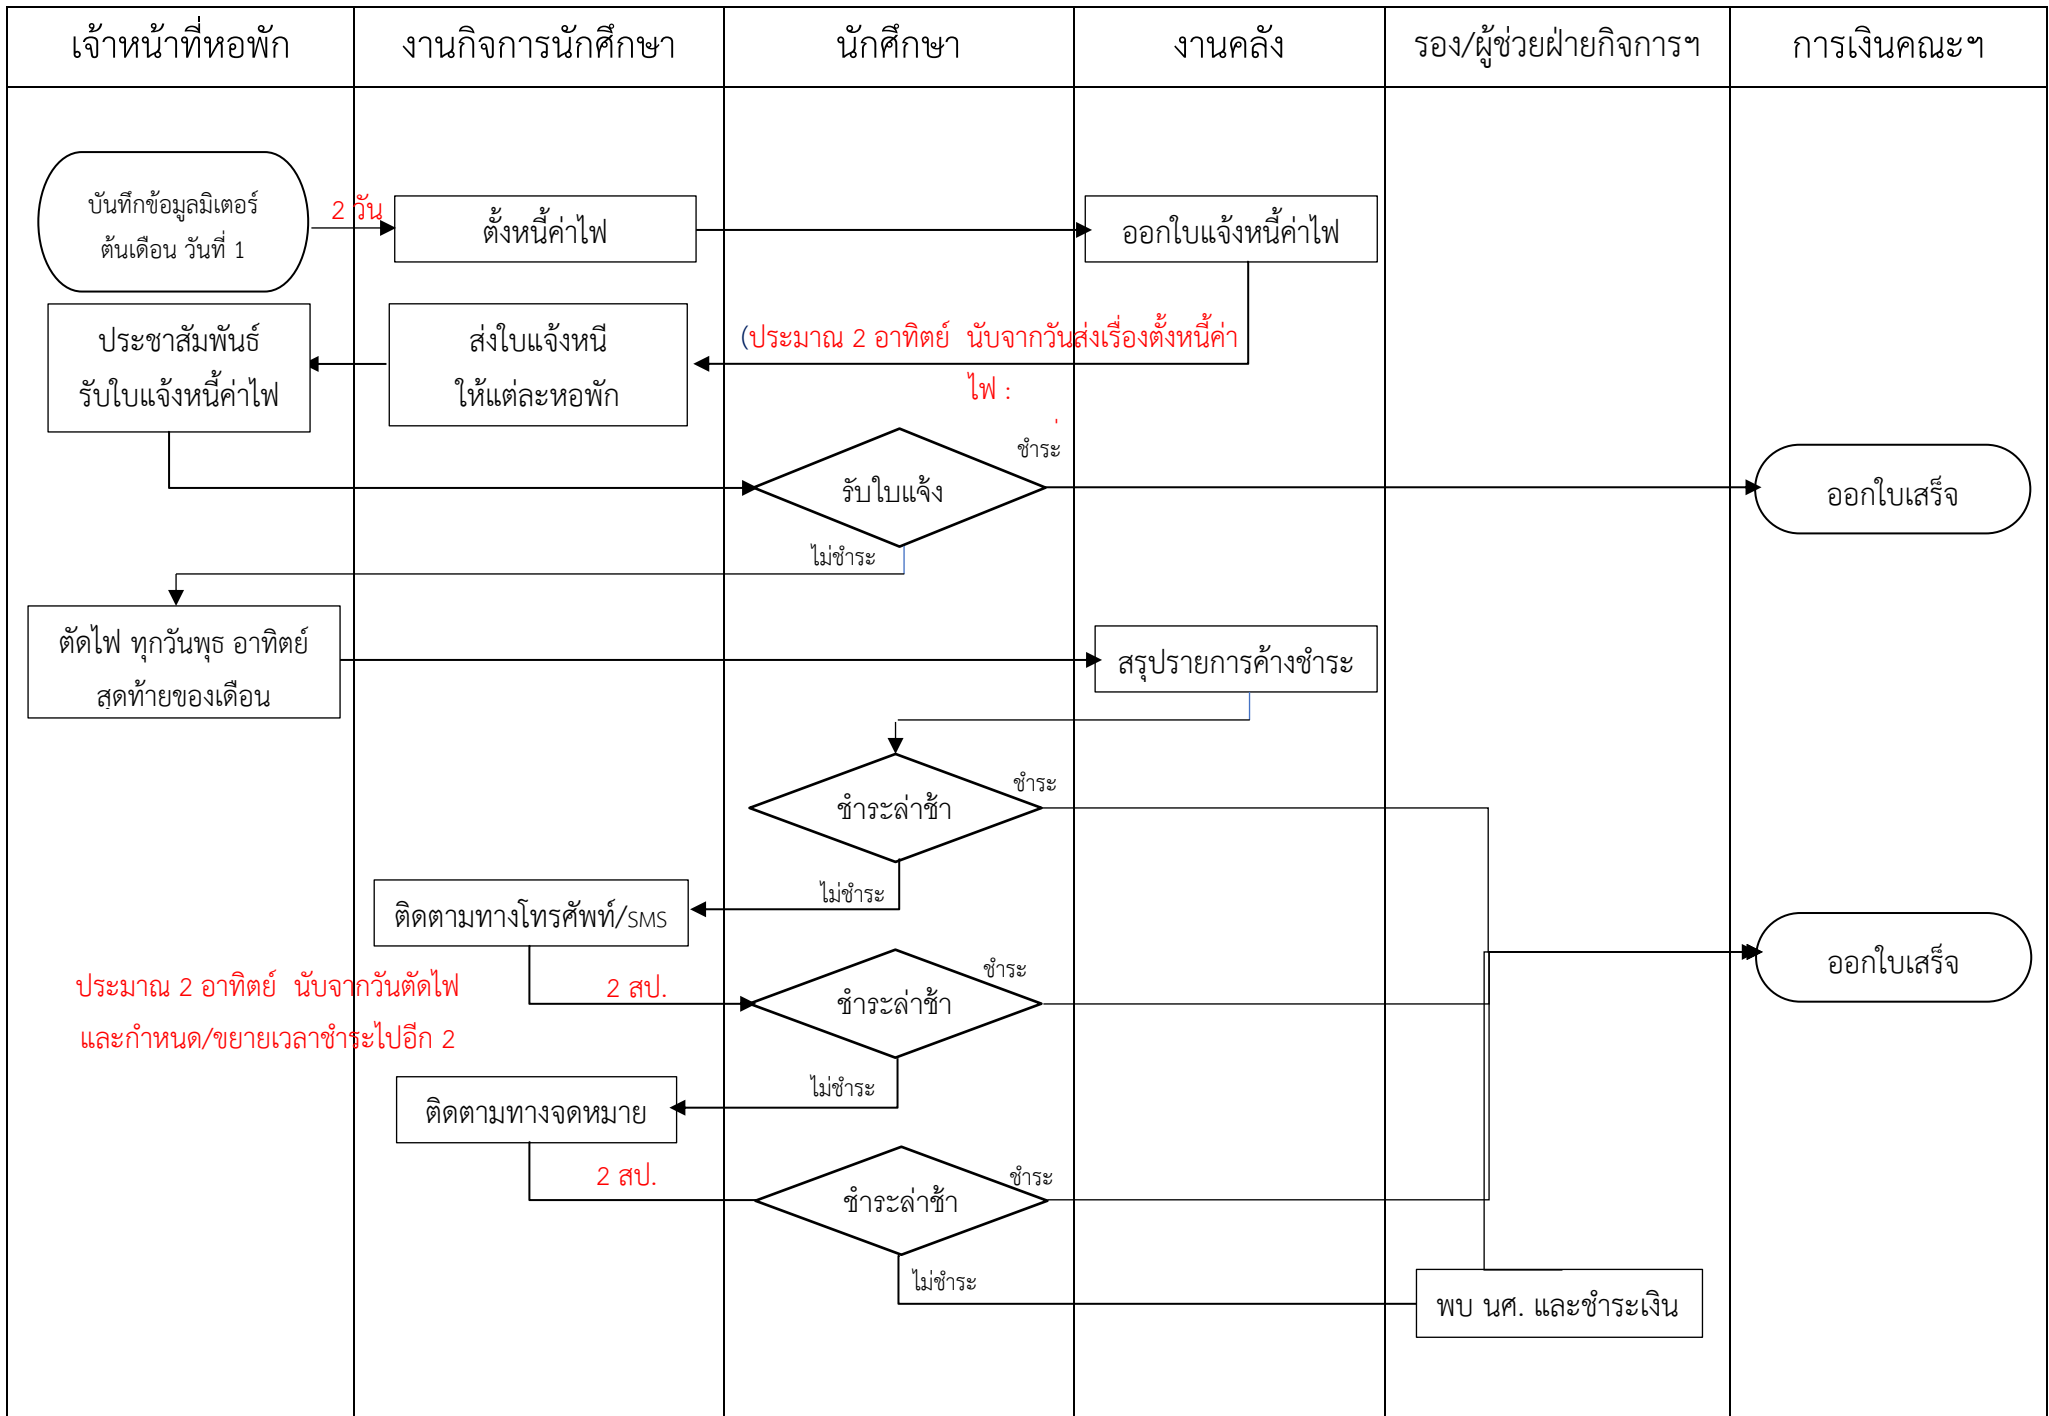 เจ้าหน้าที่หอพัก
งานกิจการนักศึกษา
นักศึกษา
งานคลัง
รอง/ผู้ช่วยฝ่ายกิจการฯ
การเงินคณะฯ
บันทึกข้อมูลมิเตอร์
ต้นเดือน วันที่ 1
2 วัน
ตั้งหนี้ค่าไฟ
ออกใบแจ้งหนี้ค่าไฟ
ประชาสัมพันธ์
รับใบแจ้งหนี้ค่าไฟ
ส่งใบแจ้งหนี
ให้แต่ละหอพัก
(ประมาณ 2 อาทิตย์ นับจากวันส่งเรื่องตั้งหนี้ค่า
ไฟ :
รับใบแจ้ง
ชำระ
ออกใบเสร็จ
ไม่ชำระ
ตัดไฟ ทุกวันพุธ อาทิตย์
สุดท้ายของเดือน
สรุปรายการค้างชำระ
ชำระล่าช้า
ชำระ
ไม่ชำระ
ติดตามทางโทรศัพท์/SMS
ประมาณ 2 อาทิตย์ นับจากวันตัดไฟ
และกำหนด/ขยายเวลาชำระไปอีก 2
2 สป.
ชำระล่าช้า
ชำระ
ออกใบเสร็จ
ไม่ชำระ
ติดตามทางจดหมาย
2 สป.
ชำระล่าช้า
ชำระ
ไม่ชำระ
พบ นศ. และชำระเงิน